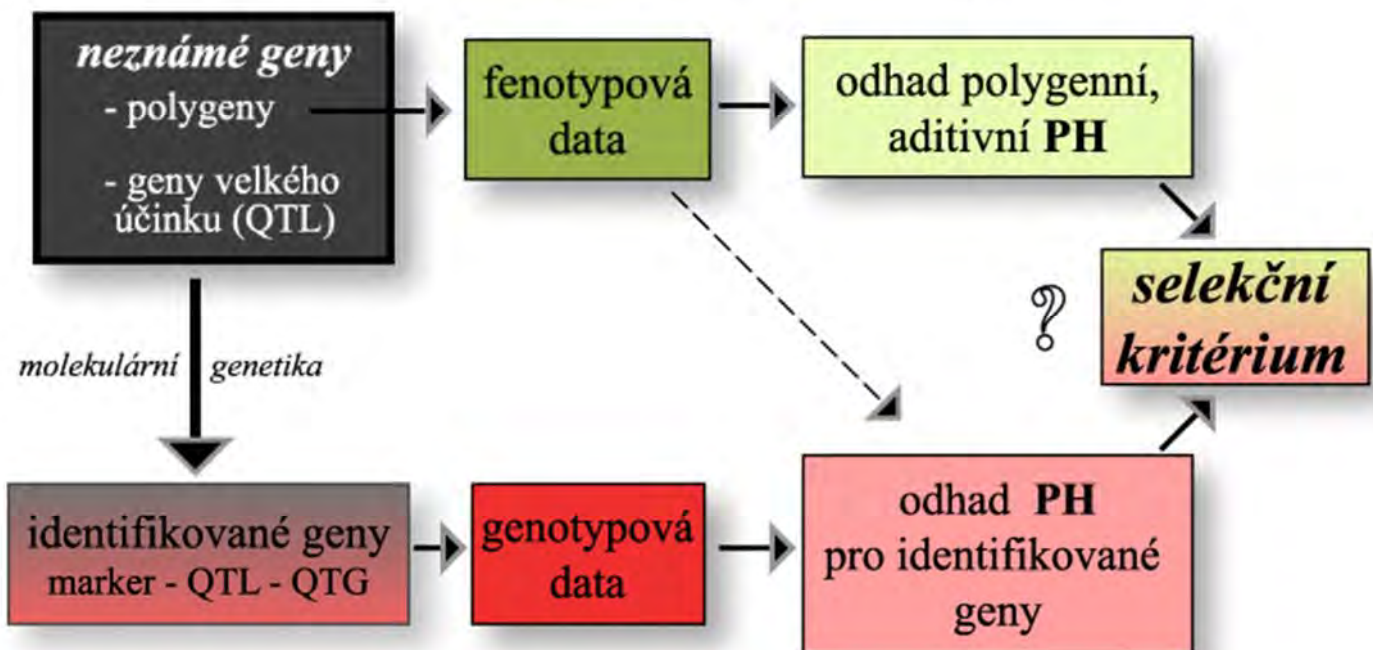 neznámé geny
- polygeny
- geny velkého
účinku (QTL)
fenotypová
data
odhad polygenní,
aditivní PH
?
selekční
kritérium
molekulární genetika
identifikované geny
marker - QTL - QTG
genotypová
data
odhad PH
pro identifikované
geny